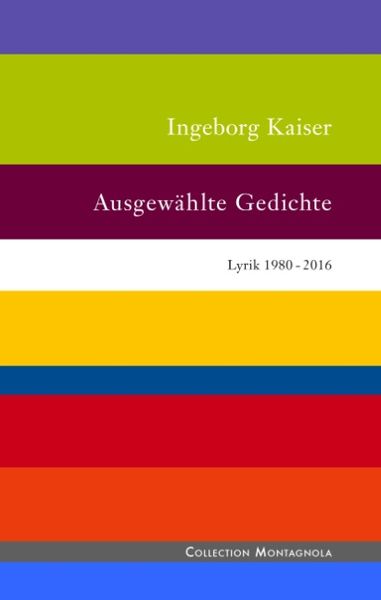 Ingeborg Kaiser
Ausgewählte Gedichte
Lyrik 1980-2016
Collection Montagnola